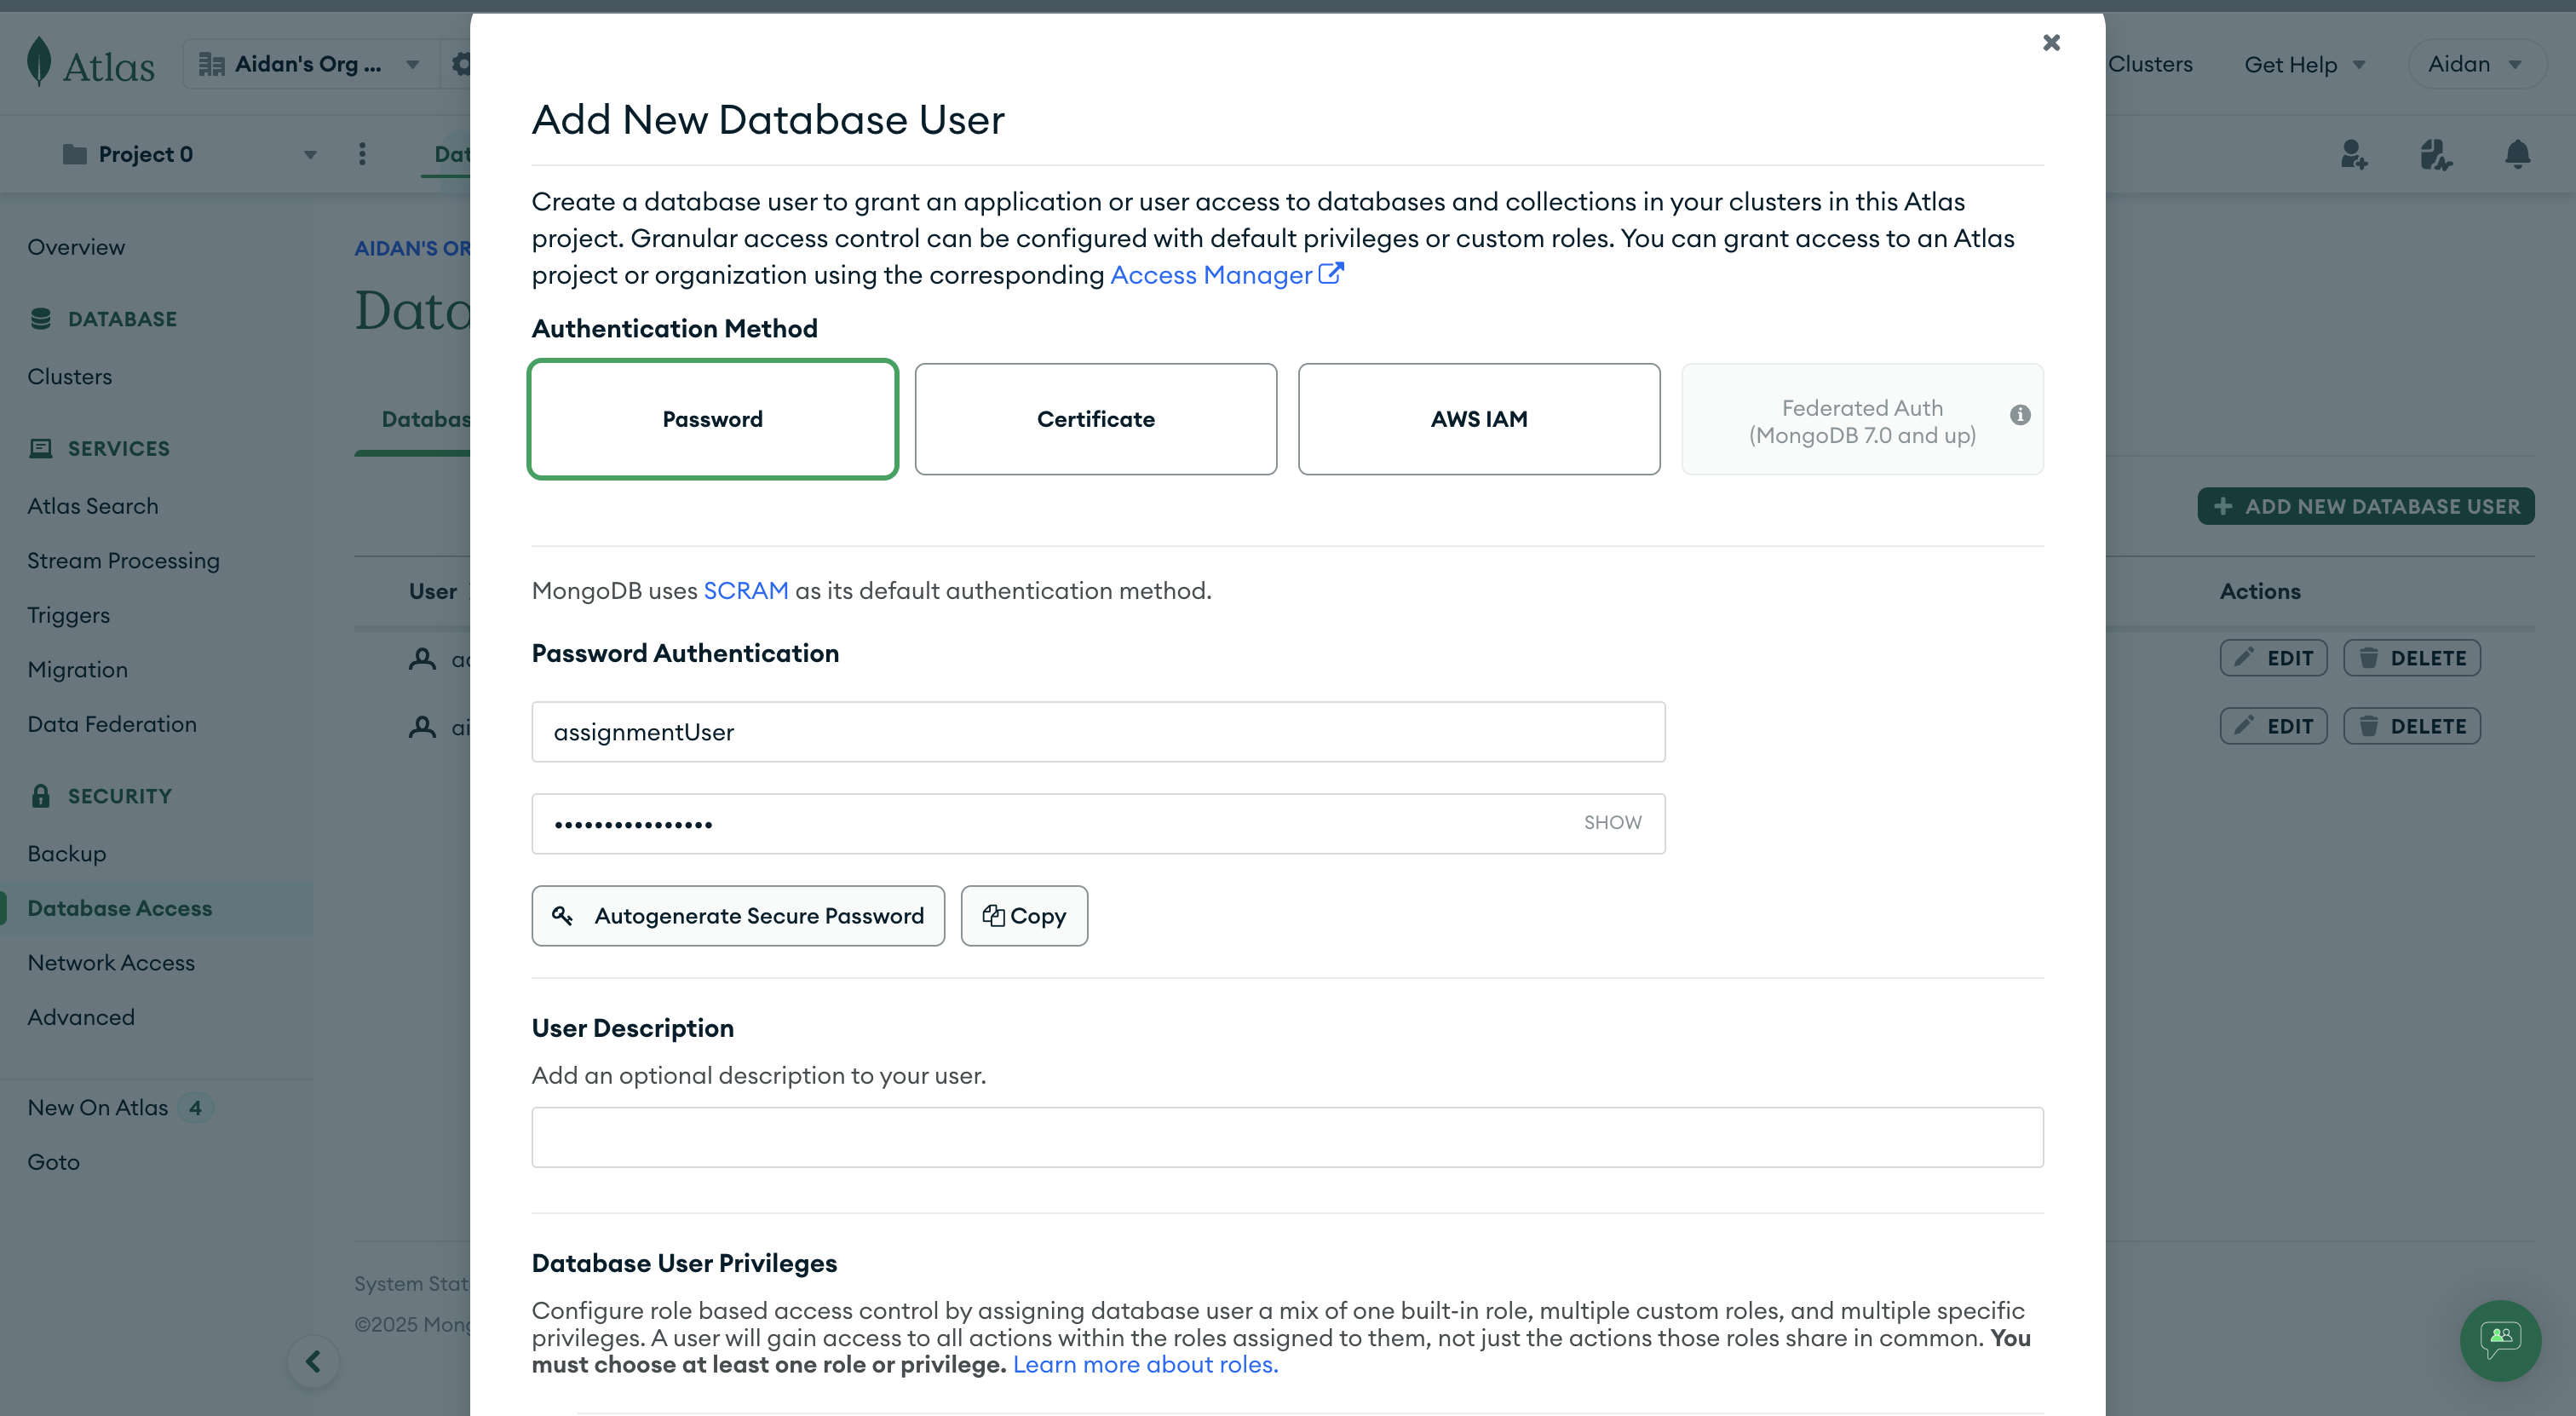 Atlas
Aidan's Org ...
Clusters
Get Help
Aidan
Project 0
Overview
DATABASE
Clusters
SERVICES
Atlas Search
Stream Processing
Triggers
Migration
Data Federation
SECURITY
Backup
Database Access
Network Access
Advanced
New On Atlas 4
Goto
AIDAN'S OR
User
System Stat
©2025 Mong
Add New Database User
Create a database user to grant an application or user access to databases and collections in your clusters in this Atlas
project. Granular access control can be configured with default privileges or custom roles. You can grant access to an Atlas
project or organization using the corresponding Access Manager
Authentication Method
Password
Certificate
AWS IAM
Federated Auth
(MongoDB 7.0 and up)
MongoDB uses SCRAM as its default authentication method.
Password Authentication
assignmentUser
••••••••••••••••
SHOW
Autogenerate Secure Password
Copy
User Description
Add an optional description to your user.
Database User Privileges
Configure role based access control by assigning database user a mix of one built-in role, multiple custom roles, and multiple specific
privileges. A user will gain access to all actions within the roles assigned to them, not just the actions those roles share in common. You
must choose at least one role or privilege. Learn more about roles.
ADD NEW DATABASE USER
Actions
EDIT
DELETE
EDIT
DELETE